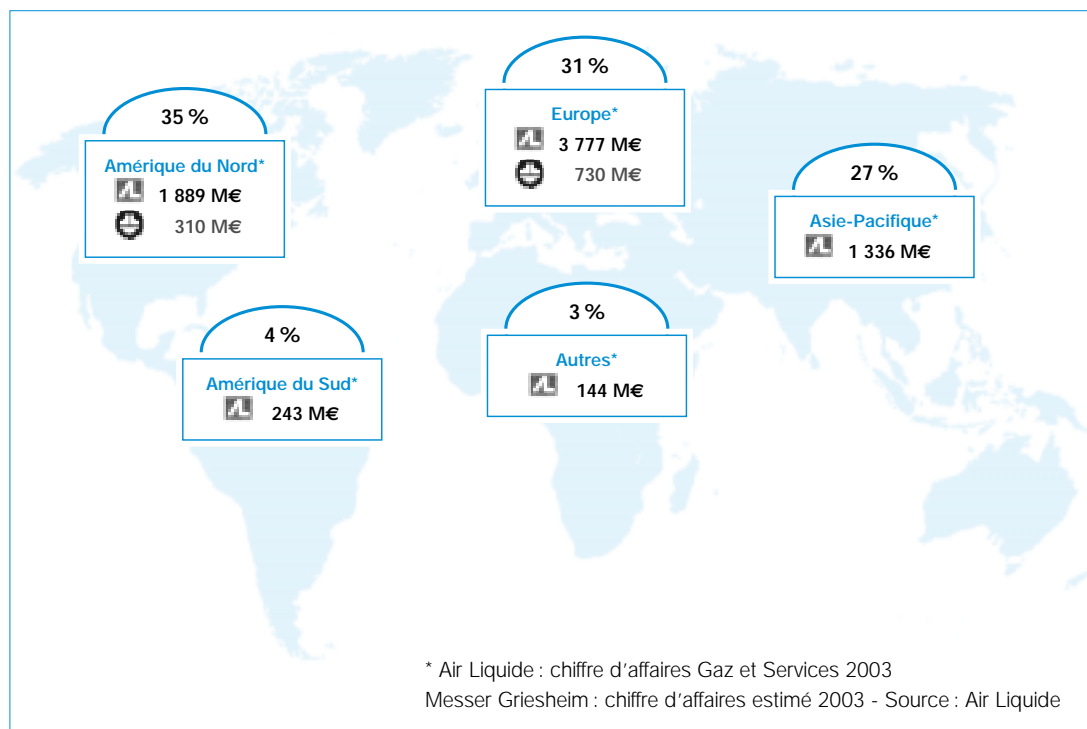 31 %
Europe*
3 777 M€
730 M€
35 %
Amérique du Nord*
1 889 M€
310 M€
27 %
Asie-Pacifique*
1 336 M€
4 %
Amérique du Sud*
243 M€
3 %
Autres*
144 M€
* Air Liquide : chiffre d'affaires Gaz et Services 2003
Messer Griesheim : chiffre d'affaires estimé 2003 - Source : Air Liquide